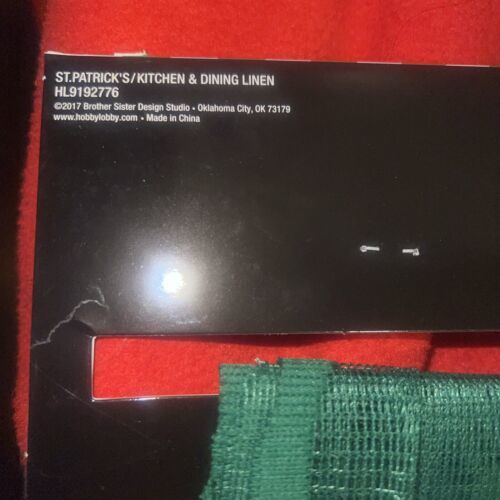 ST.PATRICK'S/KITCHEN & DINING LINEN
HL9192776
©2017 Brother Sister Design Studio • Oklahoma City, OK 73179
www.hobbylobby.com • Made in China